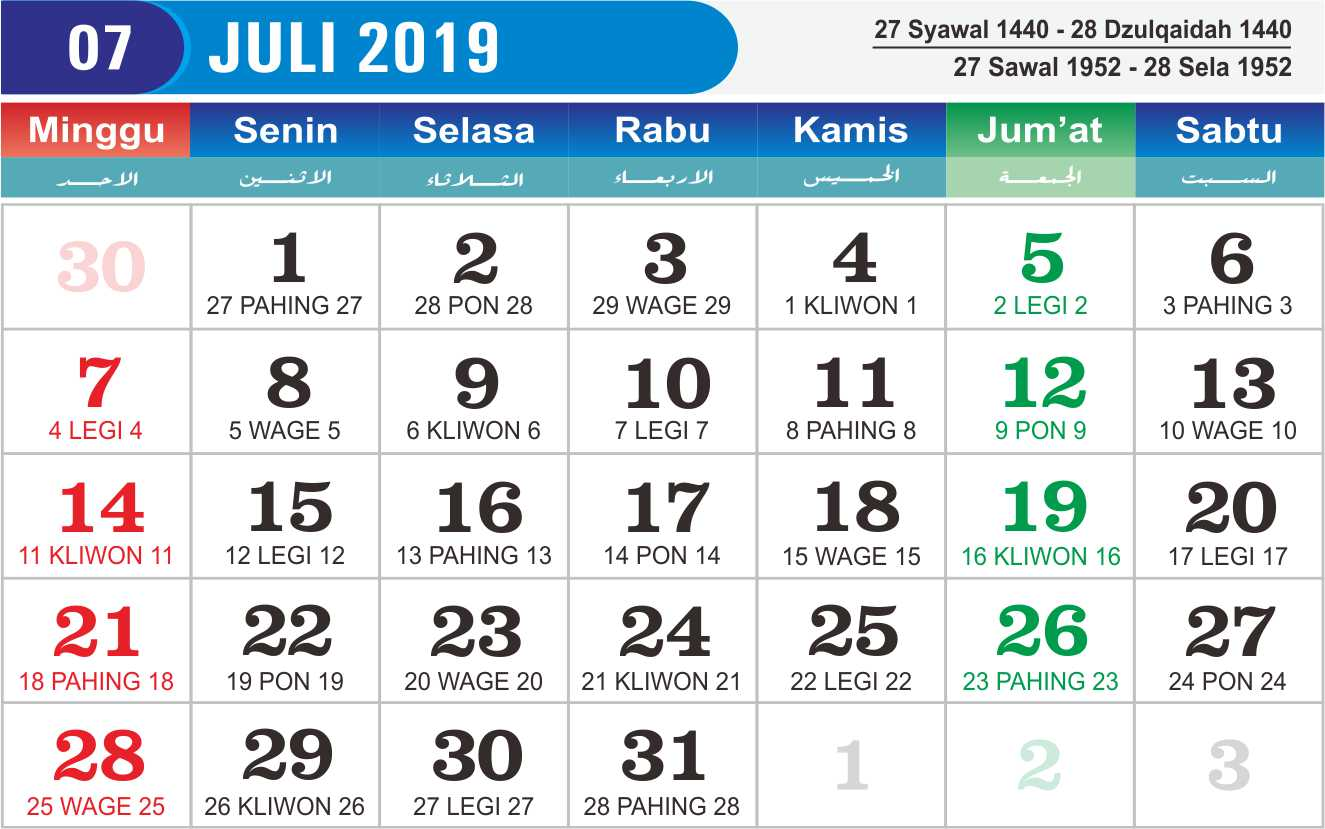 07 JULI 2019
27 Syawal 1440 - 28 Dzulqaidah 1440
27 Sawal 1952 - 28 Sela 1952
Minggu Senin Selasa Rabu Kamis Jum'at Sabtu
الاحد الاثنين الثلاثاء الاربعاء الخميس الجمعة السبت
30 1 2 3 4 5 6
27 PAHING 27 28 PON 28 29 WAGE 29 1 KLIWON 1 2 LEGI 2 3 PAHING 3
7 8 9 10 11 12 13
4 LEGI 4 5 WAGE 5 6 KLIWON 6 7 LEGI 7 8 PAHING 8 9 PON 9 10 WAGE 10
14 15 16 17 18 19 20
11 KLIWON 11 12 LEGI 12 13 PAHING 13 14 PON 14 15 WAGE 15 16 KLIWON 16 17 LEGI 17
21 22 23 24 25 26 27
18 PAHING 18 19 PON 19 20 WAGE 20 21 KLIWON 21 22 LEGI 22 23 PAHING 23 24 PON 24
28 29 30 31 1 2 3
25 WAGE 25 26 KLIWON 26 27 LEGI 27 28 PAHING 28